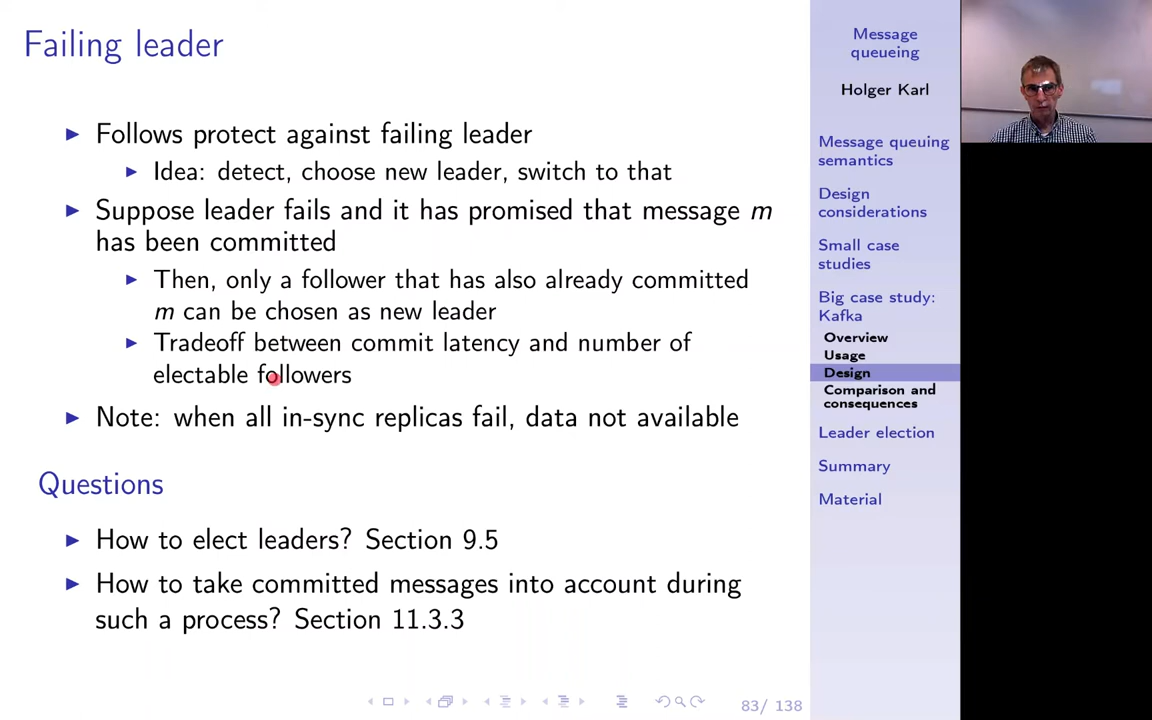 Failing leader
Follows protect against failing leader
Idea: detect, choose new leader, switch to that
Suppose leader fails and it has promised that message m
has been committed
Then, only a follower that has also already committed
m can be chosen as new leader
Tradeoff between commit latency and number of
electable followers
Note: when all in-sync replicas fail, data not available
Questions
How to elect leaders? Section 9.5
How to take committed messages into account during
such a process? Section 11.3.3
83/ 138
Message
queueing
Holger Karl
Message queuing
semantics
Design
considerations
Small case
studies
Big case study:
Kafka
Overview
Usage
Design
Comparison and
consequences
Leader election
Summary
Material